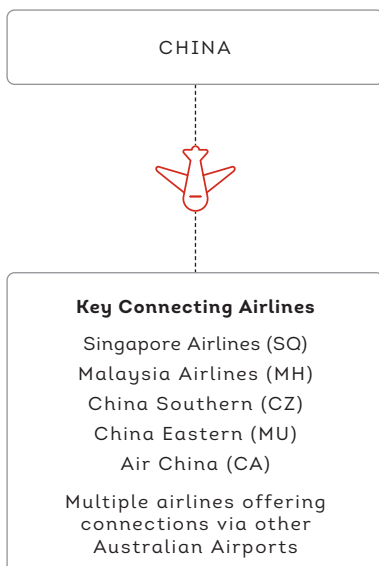 CHINA
Key Connecting Airlines
Singapore Airlines (SQ)
Malaysia Airlines (MH)
China Southern (CZ)
China Eastern (MU)
Air China (CA)
Multiple airlines offering
connections via other
Australian Airports